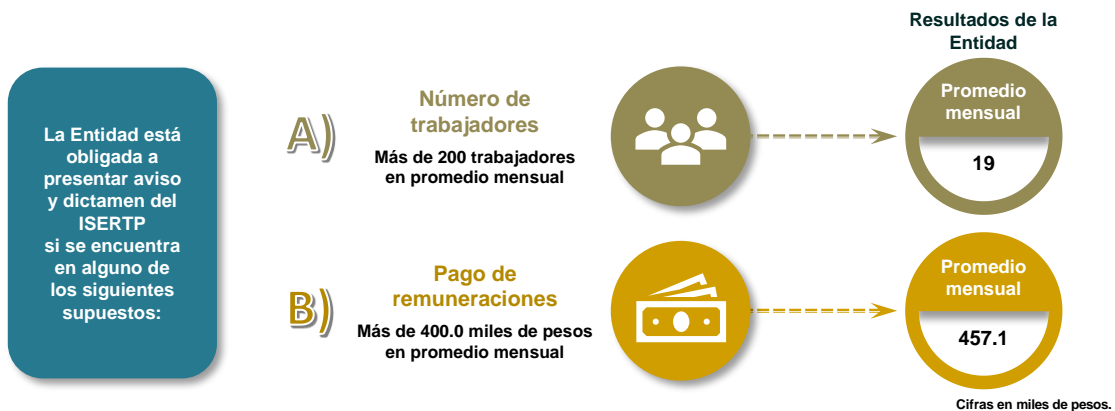 La Entidad está
obligada a
presentar aviso
y dictamen del
ISERTP
si se encuentra
en alguno de
los siguientes
supuestos:
Resultados de la
Entidad
A)
Número de
trabajadores
Más de 200 trabajadores
en promedio mensual
Promedio
mensual
19
B)
Pago de
remuneraciones
Más de 400.0 miles de pesos
en promedio mensual
Promedio
mensual
457.1
Cifras en miles de pesos.